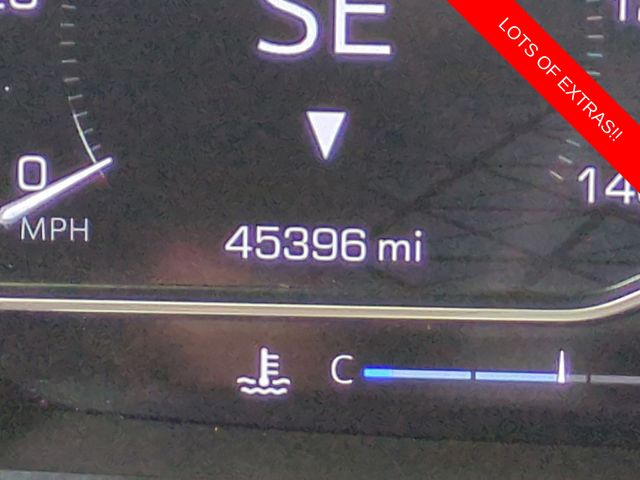 SE
LOTS OF EXTRAS!!
0
MPH
45396 mi
C